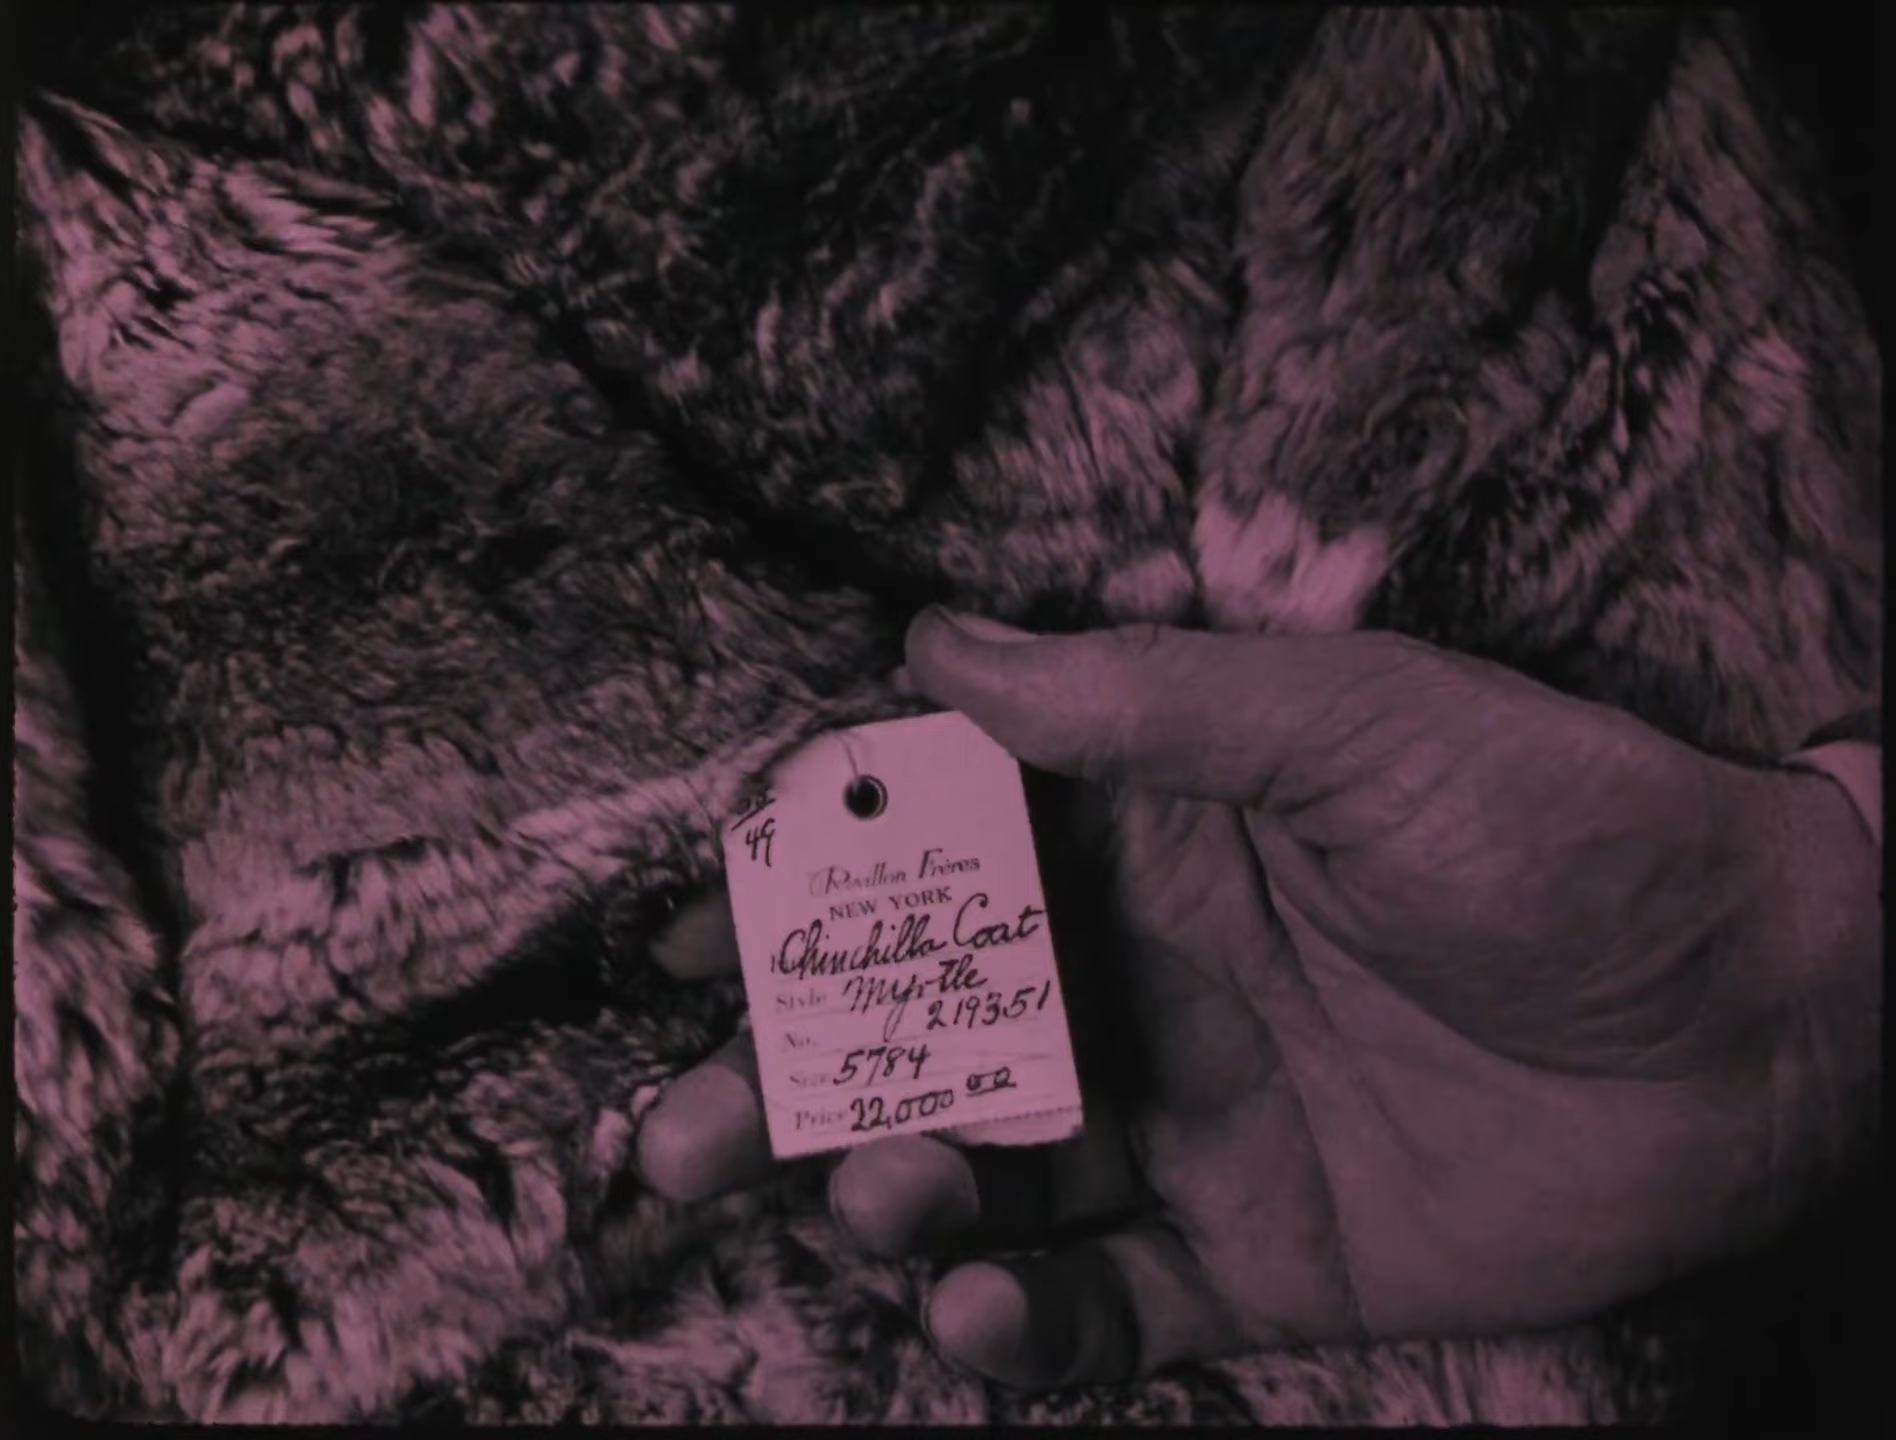 49
Revillon Frères
NEW YORK
Chinchilla Coat
Style Myrtle
No. 219351
Size 5784
Price 22,000 00